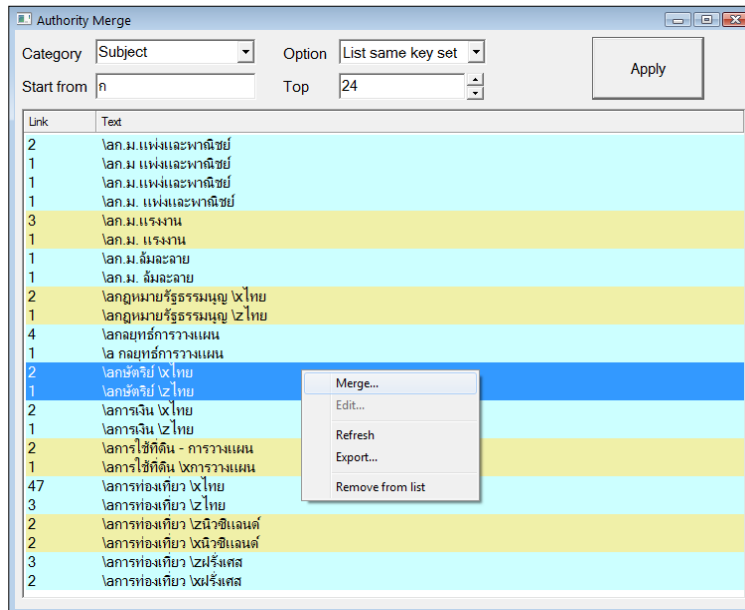 Authority Merge
Category Subject Option List same key set Apply
Start from ก Top 24
Link Text
2 \aก.ม.แพ่งและพาณิชย์
1 \aก.ม แพ่งและพาณิชย์
1 \aก.ม.แพ่งและพาณิชย์
1 \aก.ม. แพ่งและพาณิชย์
3 \aก.ม.แรงงาน
1 \aก.ม. แรงงาน
1 \aก.ม.ล้มละลาย
1 \aก.ม. ล้มละลาย
2 \aกฎหมายรัฐธรรมนูญ \xไทย
1 \aกฎหมายรัฐธรรมนูญ \zไทย
4 \aกลยุทธ์การวางแผน
1 \a กลยุทธ์การวางแผน
2 \aกษัตริย์ \xไทย
1 \aกษัตริย์ \zไทย
2 \aการเงิน \xไทย
1 \aการเงิน \zไทย
2 \aการใช้ที่ดิน - การวางแผน
1 \aการใช้ที่ดิน \xการวางแผน
47 \aการท่องเที่ยว \xไทย
3 \aการท่องเที่ยว \zไทย
2 \aการท่องเที่ยว \zนิวซีแลนด์
2 \aการท่องเที่ยว \xนิวซีแลนด์
3 \aการท่องเที่ยว \zฝรั่งเศส
2 \aการท่องเที่ยว \xฝรั่งเศส
Merge...
Edit...
Refresh
Export...
Remove from list